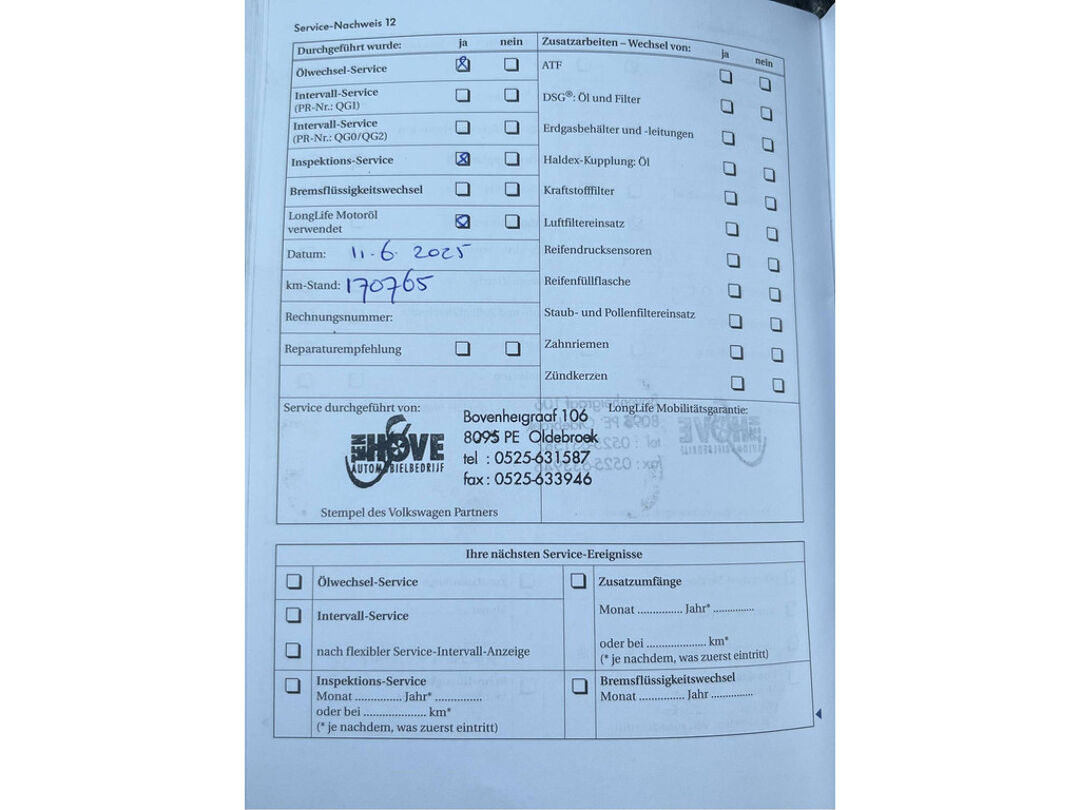 Service-Nachweis 12
Durchgeführt wurde: ja nein
Ölwechsel-Service
Intervall-Service
(PR-Nr.: QGI)
Intervall-Service
(PR-Nr.: QG0/QG2)
Inspektions-Service
Bremsflüssigkeitswechsel
LongLife Motoröl
verwendet
Datum: 11.6.2025
km-Stand: 170765
Rechnungsnummer:
Reparaturempfehlung
Zusatzarbeiten – Wechsel von: ja nein
ATF
DSG®: Öl und Filter
Erdgasbehälter und -leitungen
Haldex-Kupplung: Öl
Kraftstofffilter
Luftfiltereinsatz
Reifendrucksensoren
Reifenfüllflasche
Staub- und Pollenfiltereinsatz
Zahnriemen
Zündkerzen
Service durchgeführt von:
TEN HOVE
AUTOMOBIELBEDRIJF
Bovenheigraaf 106
8095 PE Oldebroek
tel : 0525-631587
fax : 0525-633946
Stempel des Volkswagen Partners
LongLife Mobilitätsgarantie:
Ihre nächsten Service-Ereignisse
Ölwechsel-Service
Intervall-Service
nach flexibler Service-Intervall-Anzeige
Inspektions-Service
Monat ............... Jahr* ...............
oder bei .................... km*
(* je nachdem, was zuerst eintritt)
Zusatzumfänge
Monat .............. Jahr* .............
oder bei ................... km*
(* je nachdem, was zuerst eintritt)
Bremsflüssigkeitswechsel
Monat .............. Jahr .............